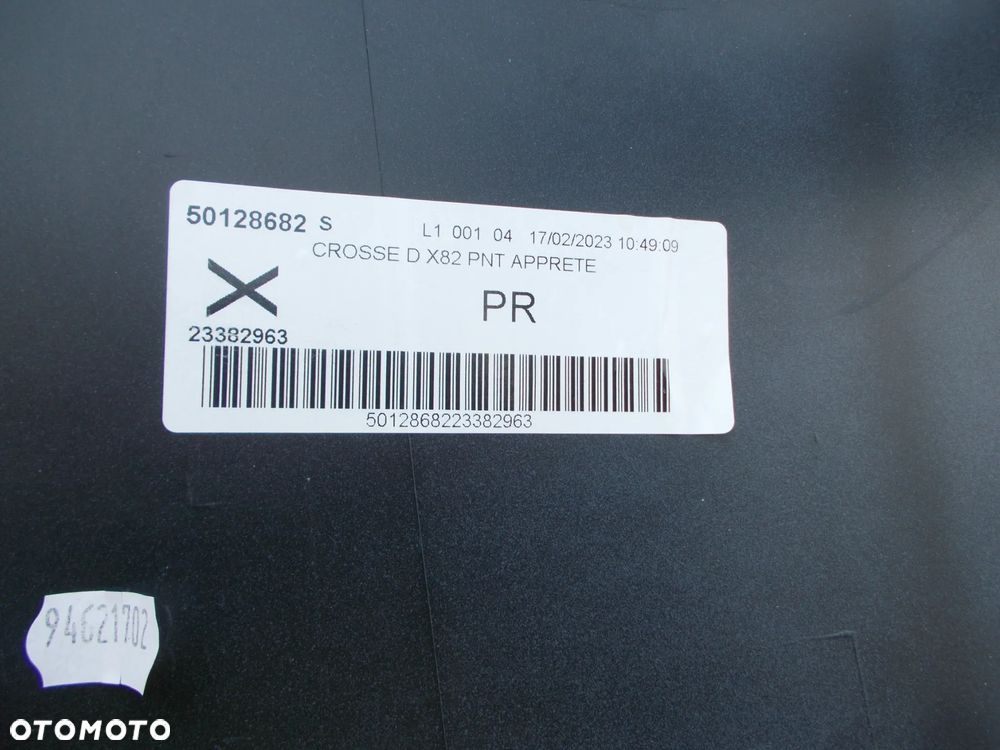 50128682 S
L1 001 04 17/02/2023 10:49:09
CROSSE D X82 PNT APPRETE
PR
23382963
5012868223382963
94621702
OTOMOTO